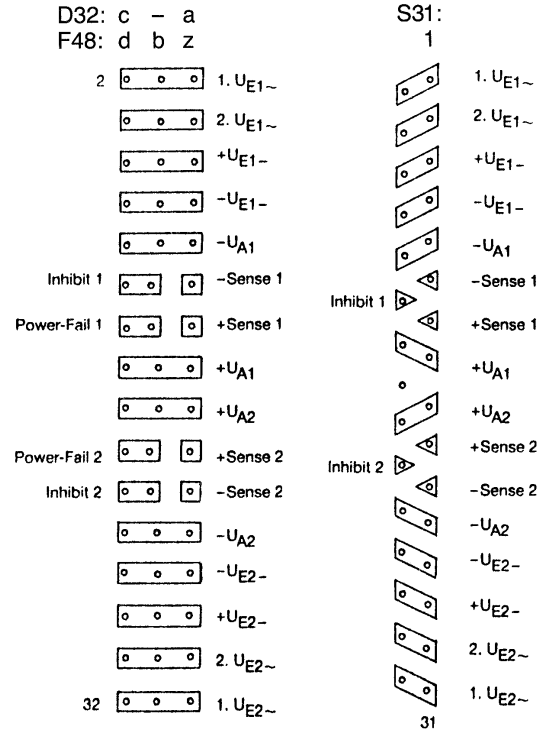 D32: c – a S31:
F48: d b z 1
2 1. UE1∼ 1. UE1∼
2. UE1∼ 2. UE1∼
+UE1− +UE1−
−UE1− −UE1−
−UA1 −UA1
Inhibit 1 −Sense 1 −Sense 1
Inhibit 1
Power-Fail 1 +Sense 1 +Sense 1
+UA1 +UA1
+UA2 +UA2
Power-Fail 2 +Sense 2 +Sense 2
Inhibit 2
Inhibit 2 −Sense 2 −Sense 2
−UA2 −UA2
−UE2− −UE2−
+UE2− +UE2−
2. UE2∼ 2. UE2∼
32 1. UE2∼ 1. UE2∼
31